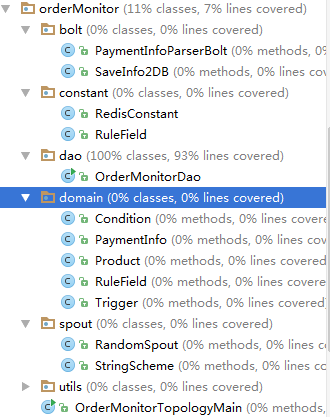 orderMonitor (11% classes, 7% lines covered)
bolt (0% classes, 0% lines covered)
PaymentInfoParserBolt (0% methods, 0%
SaveInfo2DB (0% methods, 0% lines cov
constant (0% classes, 0% lines covered)
RedisConstant
RuleField
dao (100% classes, 93% lines covered)
OrderMonitorDao
domain (0% classes, 0% lines covered)
Condition (0% methods, 0% lines cover
PaymentInfo (0% methods, 0% lines cov
Product (0% methods, 0% lines covered)
RuleField (0% methods, 0% lines covere
Trigger (0% methods, 0% lines covered)
spout (0% classes, 0% lines covered)
RandomSpout (0% methods, 0% lines cov
StringScheme (0% methods, 0% lines co
utils (0% classes, 0% lines covered)
OrderMonitorTopologyMain (0% methods,